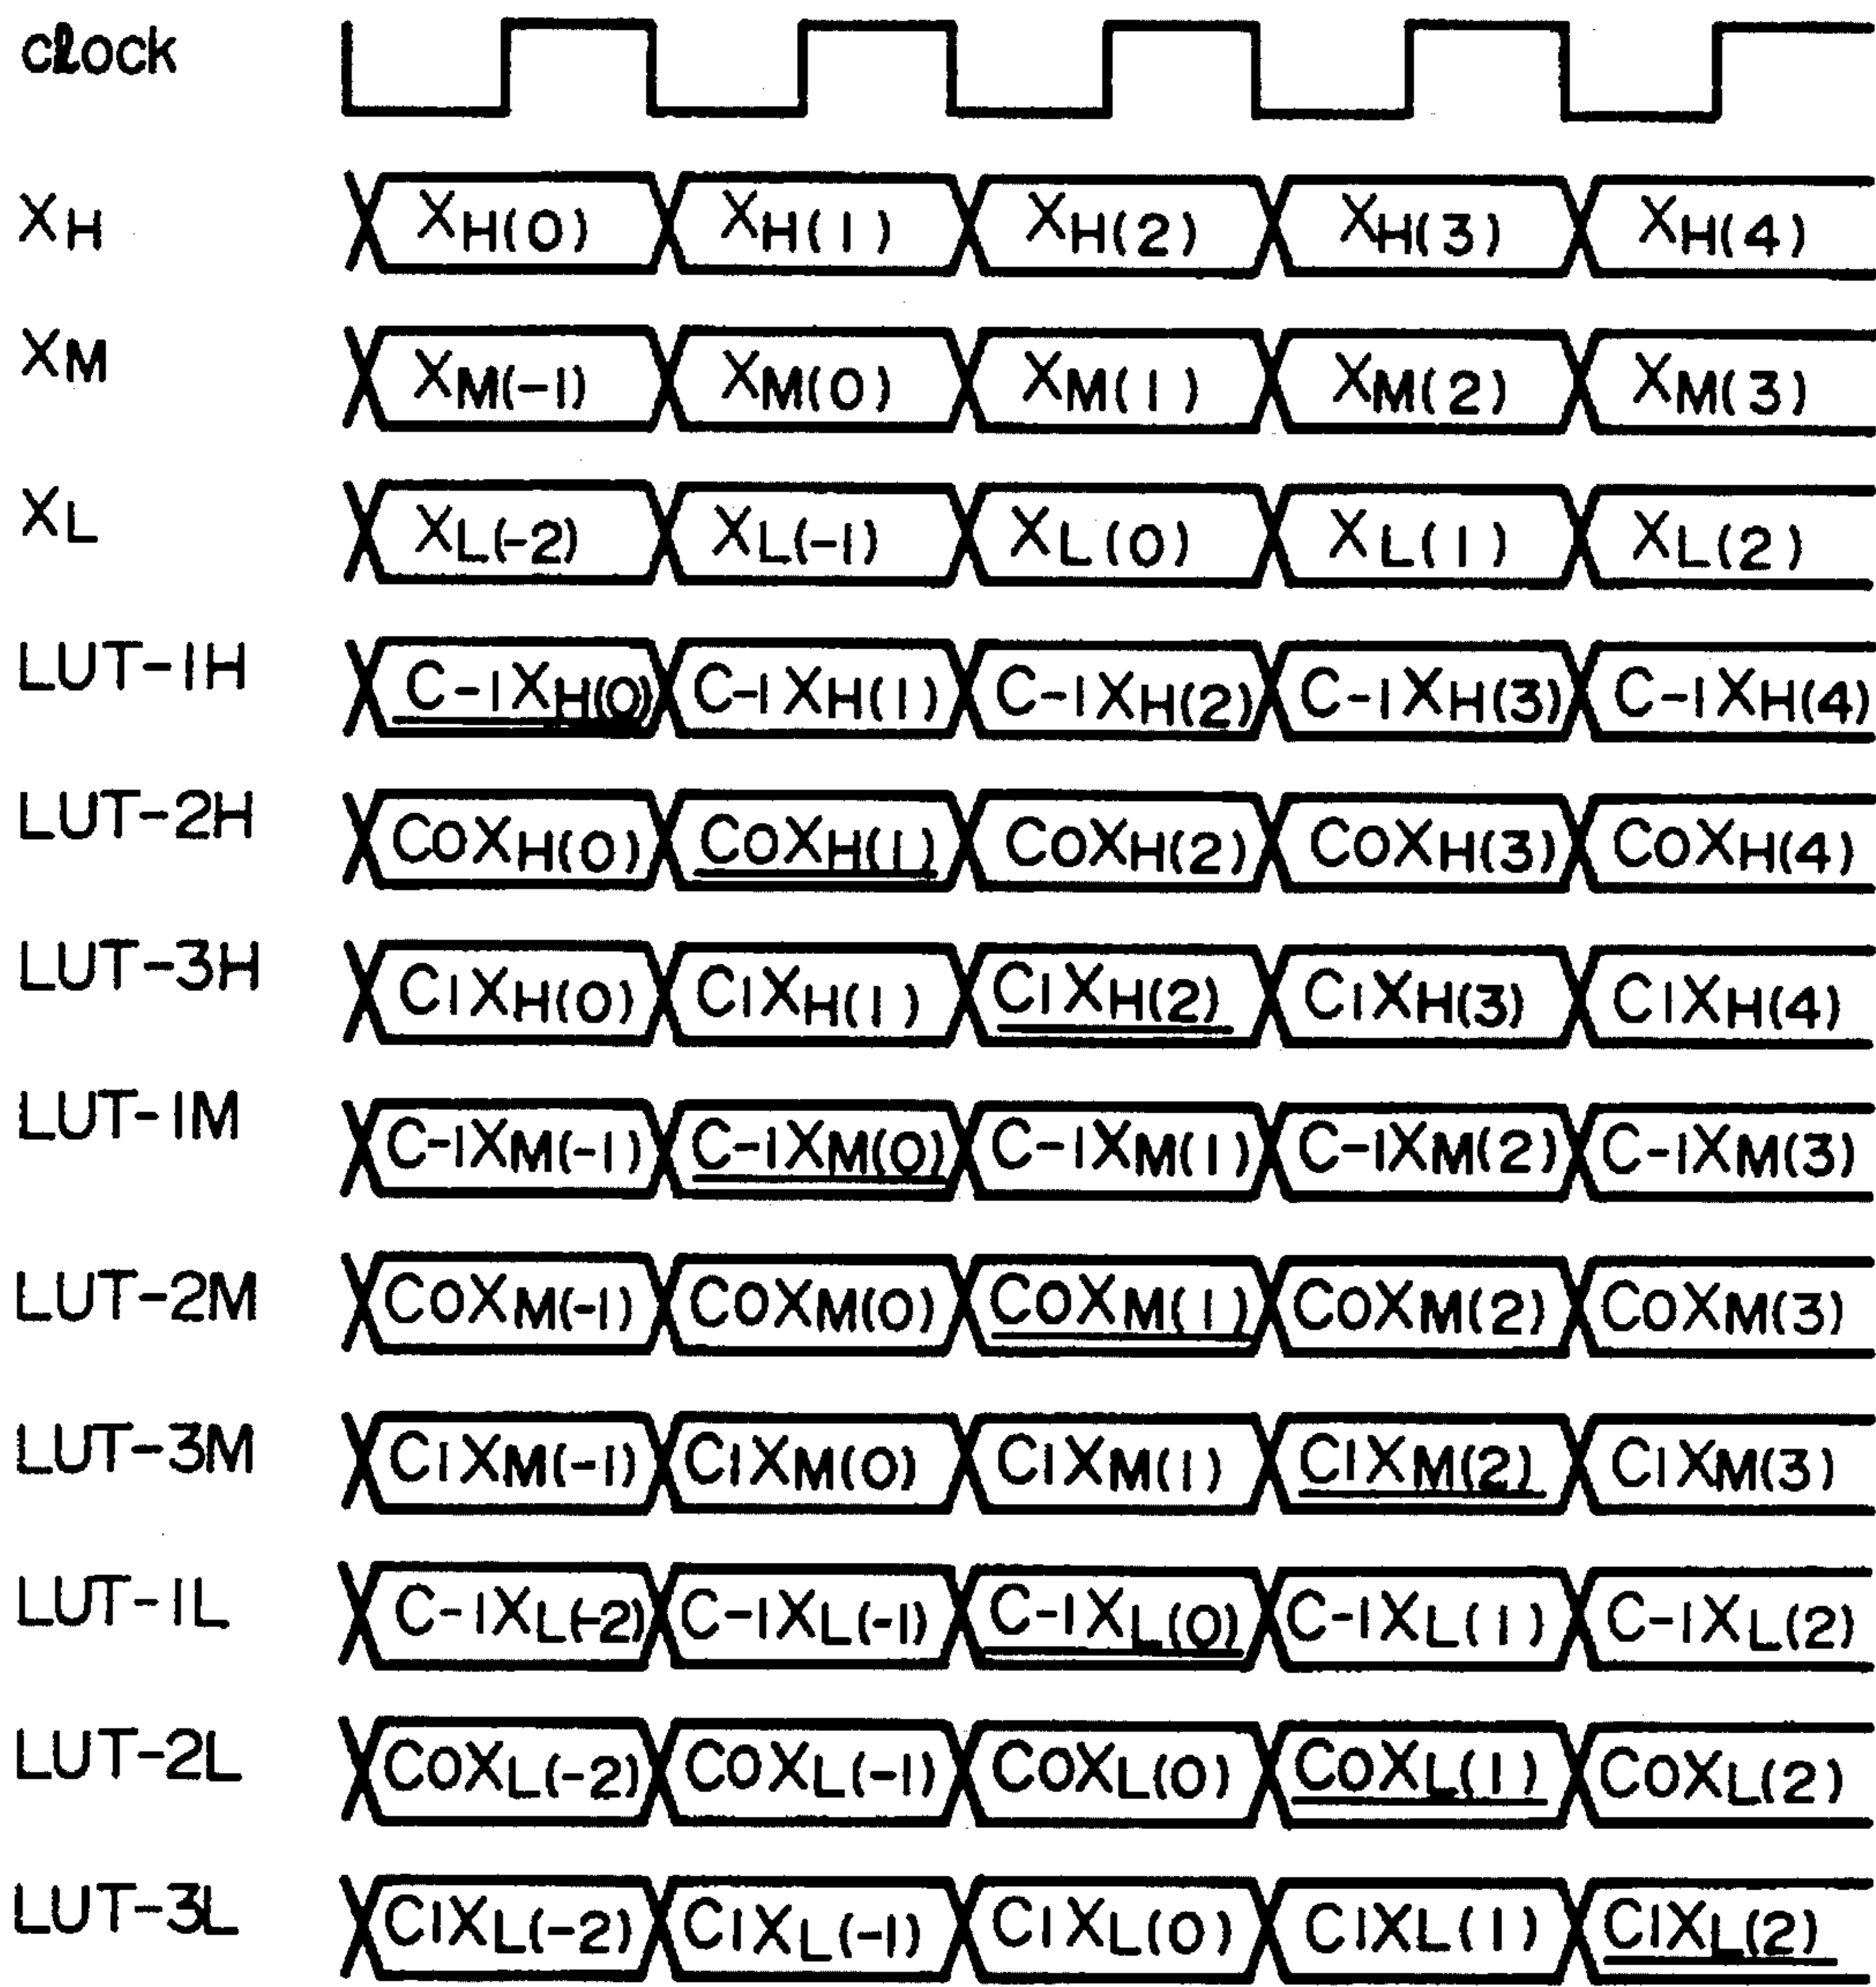 clock
XH XH(0) XH(1) XH(2) XH(3) XH(4)
XM XM(-1) XM(0) XM(1) XM(2) XM(3)
XL XL(-2) XL(-1) XL(0) XL(1) XL(2)
LUT-1H C-1XH(0) C-1XH(1) C-1XH(2) C-1XH(3) C-1XH(4)
LUT-2H C0XH(0) C0XH(1) C0XH(2) C0XH(3) C0XH(4)
LUT-3H C1XH(0) C1XH(1) C1XH(2) C1XH(3) C1XH(4)
LUT-1M C-1XM(-1) C-1XM(0) C-1XM(1) C-1XM(2) C-1XM(3)
LUT-2M C0XM(-1) C0XM(0) C0XM(1) C0XM(2) C0XM(3)
LUT-3M C1XM(-1) C1XM(0) C1XM(1) C1XM(2) C1XM(3)
LUT-1L C-1XL(-2) C-1XL(-1) C-1XL(0) C-1XL(1) C-1XL(2)
LUT-2L C0XL(-2) C0XL(-1) C0XL(0) C0XL(1) C0XL(2)
LUT-3L C1XL(-2) C1XL(-1) C1XL(0) C1XL(1) C1XL(2)